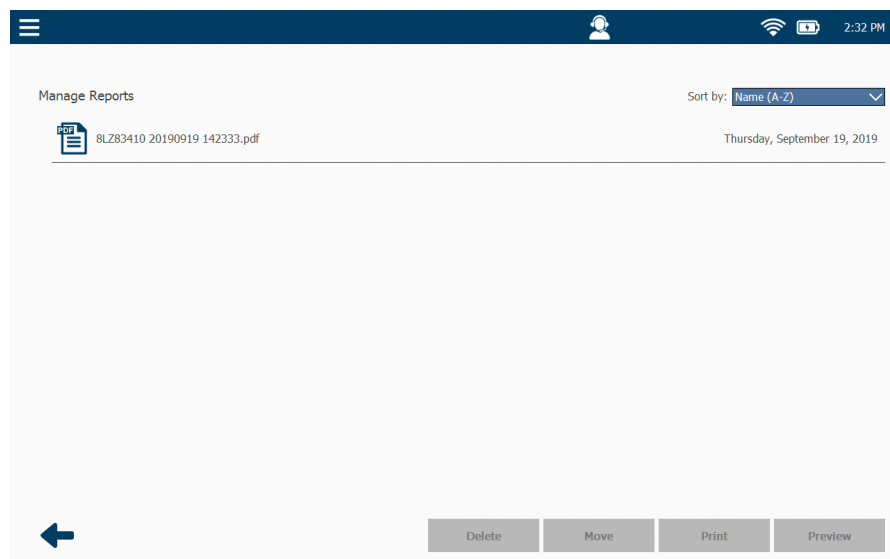 2:32 PM
Manage Reports
Sort by: Name (A-Z)
PDF
8LZ83410 20190919 142333.pdf
Thursday, September 19, 2019
Delete
Move
Print
Preview